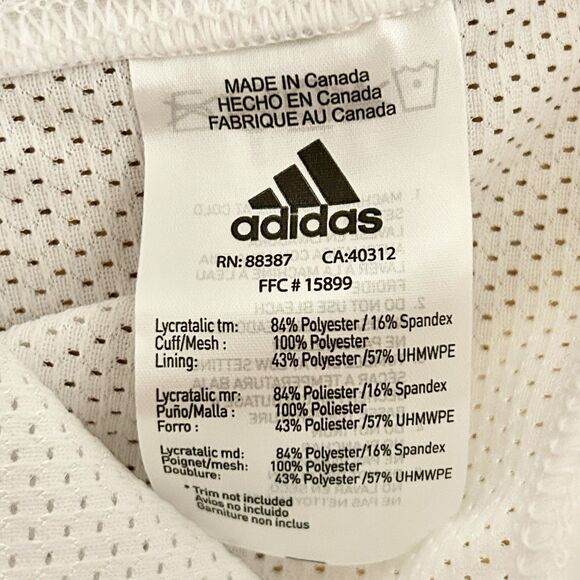 MADE IN Canada
HECHO EN Canada
FABRIQUE AU Canada
adidas
RN: 88387 CA:40312
FFC # 15899
Lycratalic tm: 84% Polyester / 16% Spandex
Cuff/Mesh : 100% Polyester
Lining: 43% Polyester /57% UHMWPE
Lycratalic mr: 84% Poliester /16% Spandex
Puño/Malla : 100% Poliester
Forro : 43% Polyester /57% UHMWPE
Lycratalic md: 84% Polyester /16% Spandex
Poignet/mesh: 100% Polyester
Doublure: 43% Polyester /57% UHMWPE
* Trim not included
Avios no incluido
Garniture non inclus